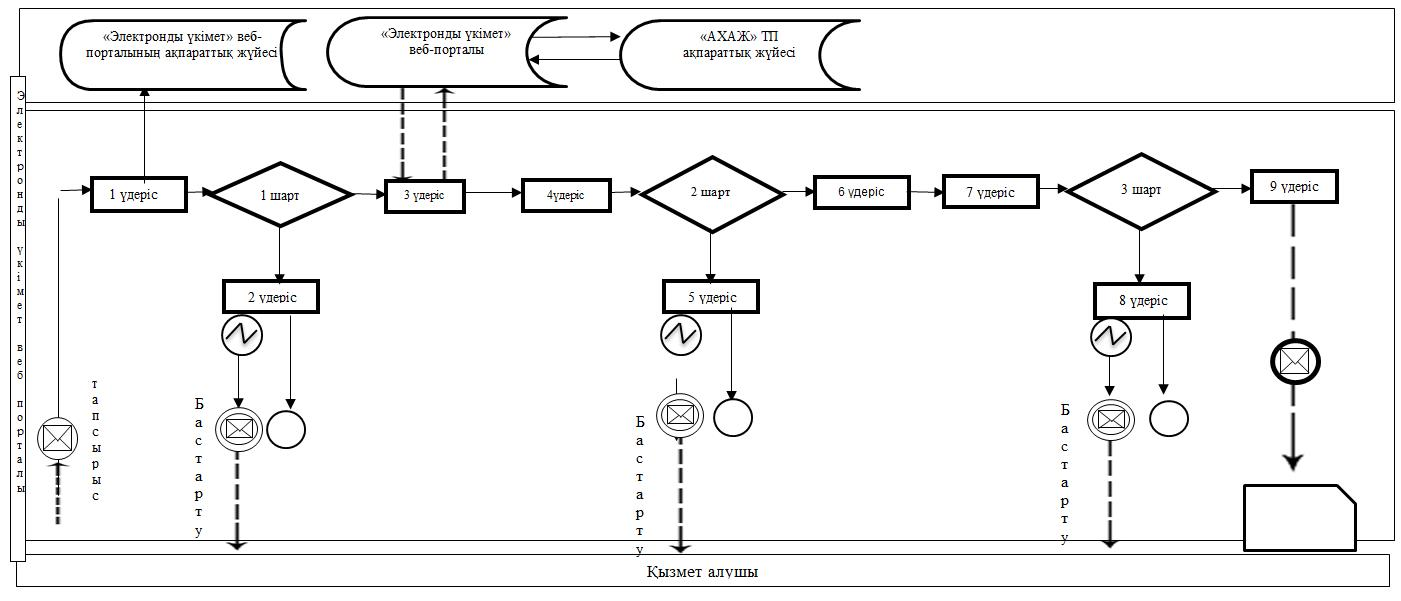 «Электронды үкімет» веб-
порталының ақпараттық жүйесі
«Электронды үкімет»
веб-порталы
«АХАЖ» ТП
ақпараттық жүйесі
Электронды үкімет веб порталы
1 үдеріс
1 шарт
3 үдеріс
4үдеріс
2 шарт
6 үдеріс
7 үдеріс
3 шарт
9 үдеріс
2 үдеріс
5 үдеріс
8 үдеріс
тапсырыс
Бастарту
Бастарту
Бастарту
Қызмет алушы